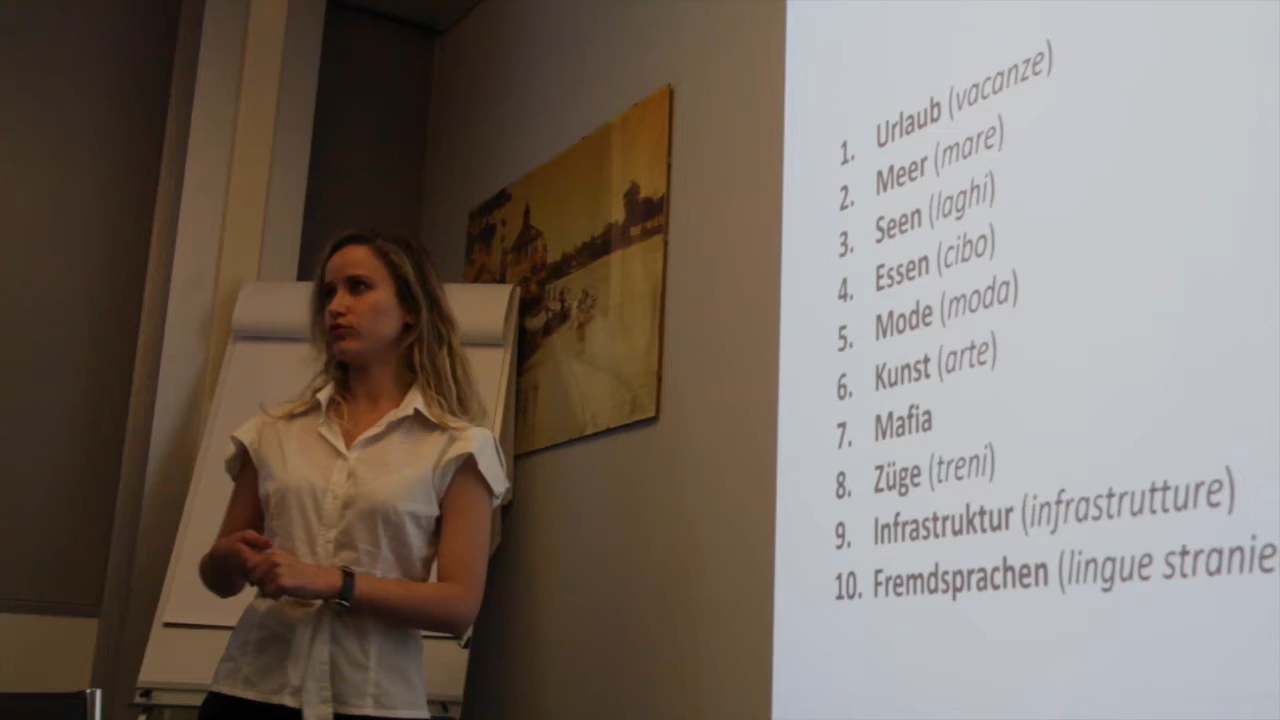 1. Urlaub (vacanze)
2. Meer (mare)
3. Seen (laghi)
4. Essen (cibo)
5. Mode (moda)
6. Kunst (arte)
7. Mafia
8. Züge (treni)
9. Infrastruktur (infrastrutture)
10. Fremdsprachen (lingue stranie